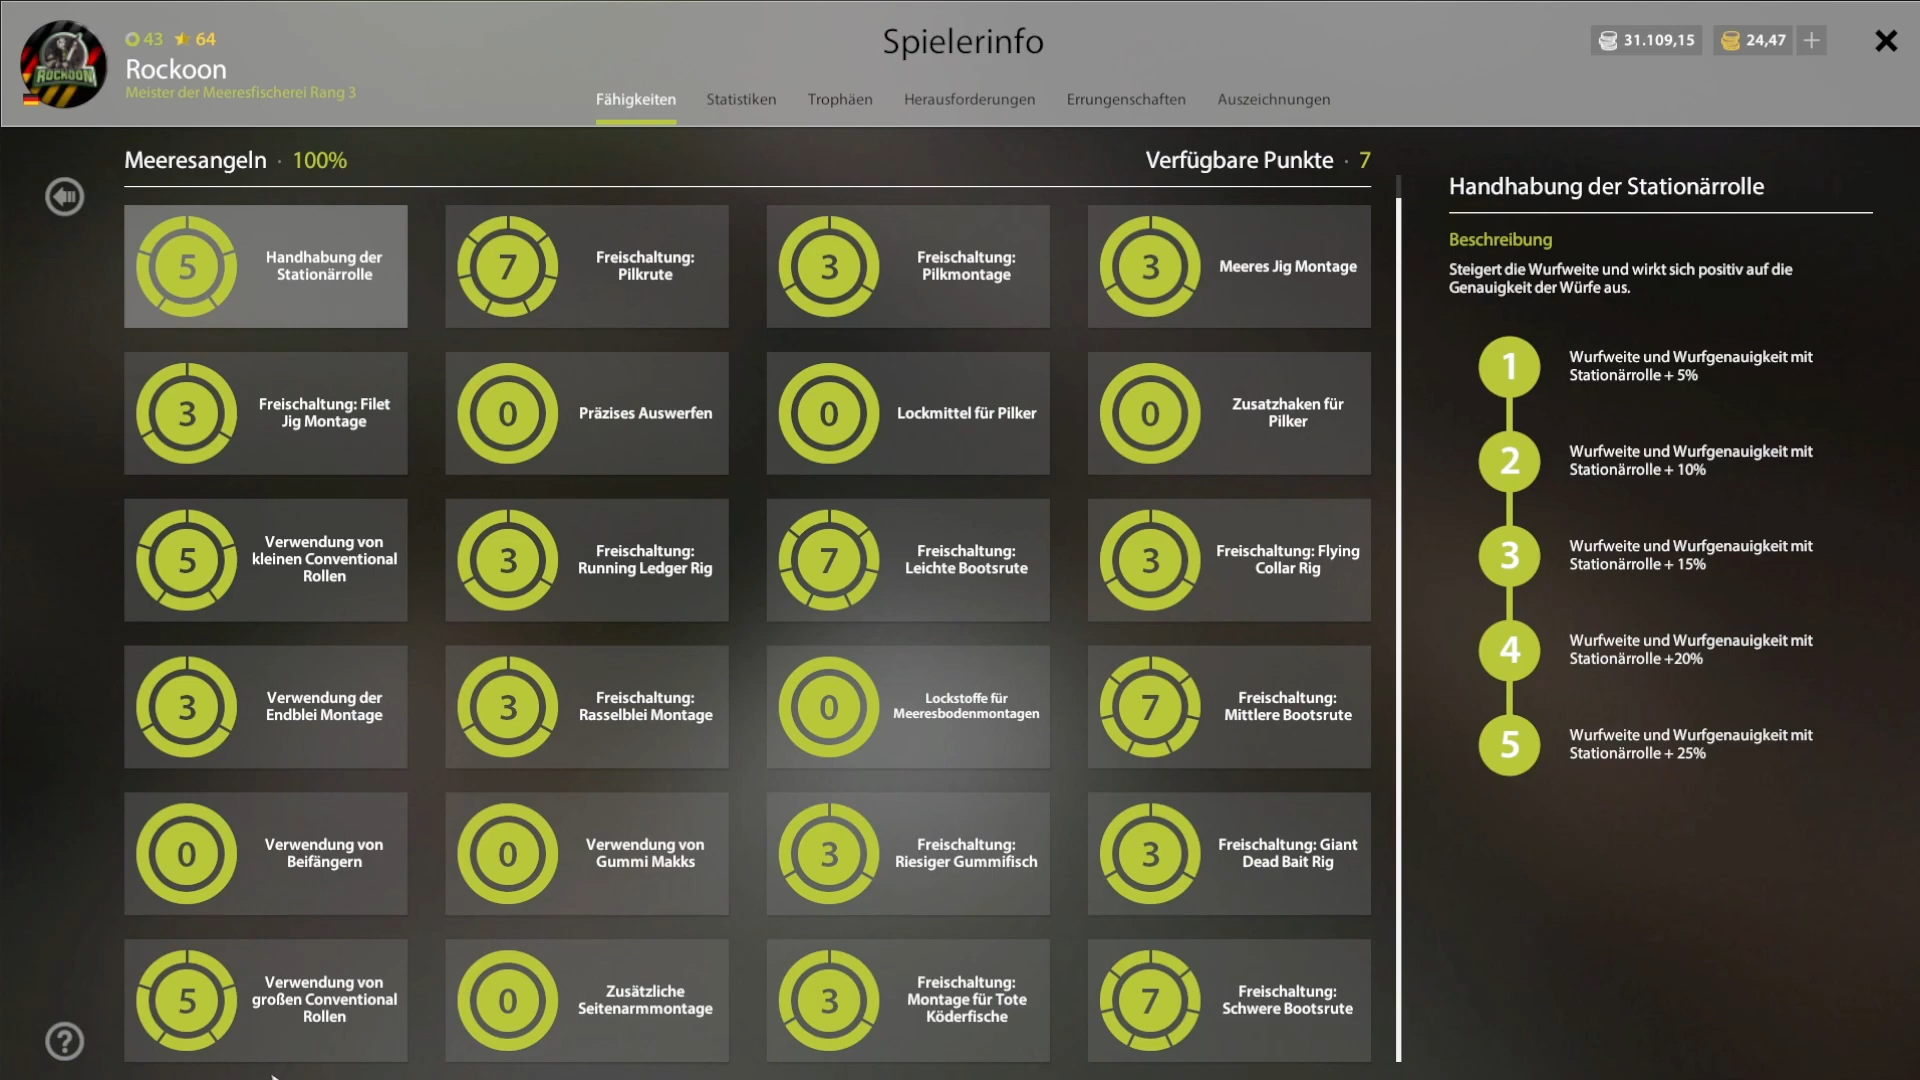 43 64
Rockoon
Meister der Meeresfischerei Rang 3
ROCKOON
Spielerinfo
31.109,15
24,47
Fähigkeiten
Statistiken
Trophäen
Herausforderungen
Errungenschaften
Auszeichnungen
Meeresangeln · 100%
Verfügbare Punkte · 7
5
Handhabung der
Stationärrolle
7
Freischaltung:
Pilkrute
3
Freischaltung:
Pilkmontage
3
Meeres Jig Montage
3
Freischaltung: Filet
Jig Montage
0
Präzises Auswerfen
0
Lockmittel für Pilker
0
Zusatzhaken für
Pilker
5
Verwendung von
kleinen Conventional
Rollen
3
Freischaltung:
Running Ledger Rig
7
Freischaltung:
Leichte Bootsrute
3
Freischaltung: Flying
Collar Rig
3
Verwendung der
Endblei Montage
3
Freischaltung:
Rasselblei Montage
0
Lockstoffe für
Meeresbodenmontagen
7
Freischaltung:
Mittlere Bootsrute
0
Verwendung von
Beifängern
0
Verwendung von
Gummi Makks
3
Freischaltung:
Riesiger Gummifisch
3
Freischaltung: Giant
Dead Bait Rig
5
Verwendung von
großen Conventional
Rollen
0
Zusätzliche
Seitenarmmontage
3
Freischaltung:
Montage für Tote
Köderfische
7
Freischaltung:
Schwere Bootsrute
Handhabung der Stationärrolle
Beschreibung
Steigert die Wurfweite und wirkt sich positiv auf die
Genauigkeit der Würfe aus.
1
Wurfweite und Wurfgenauigkeit mit
Stationärrolle + 5%
2
Wurfweite und Wurfgenauigkeit mit
Stationärrolle + 10%
3
Wurfweite und Wurfgenauigkeit mit
Stationärrolle + 15%
4
Wurfweite und Wurfgenauigkeit mit
Stationärrolle +20%
5
Wurfweite und Wurfgenauigkeit mit
Stationärrolle + 25%